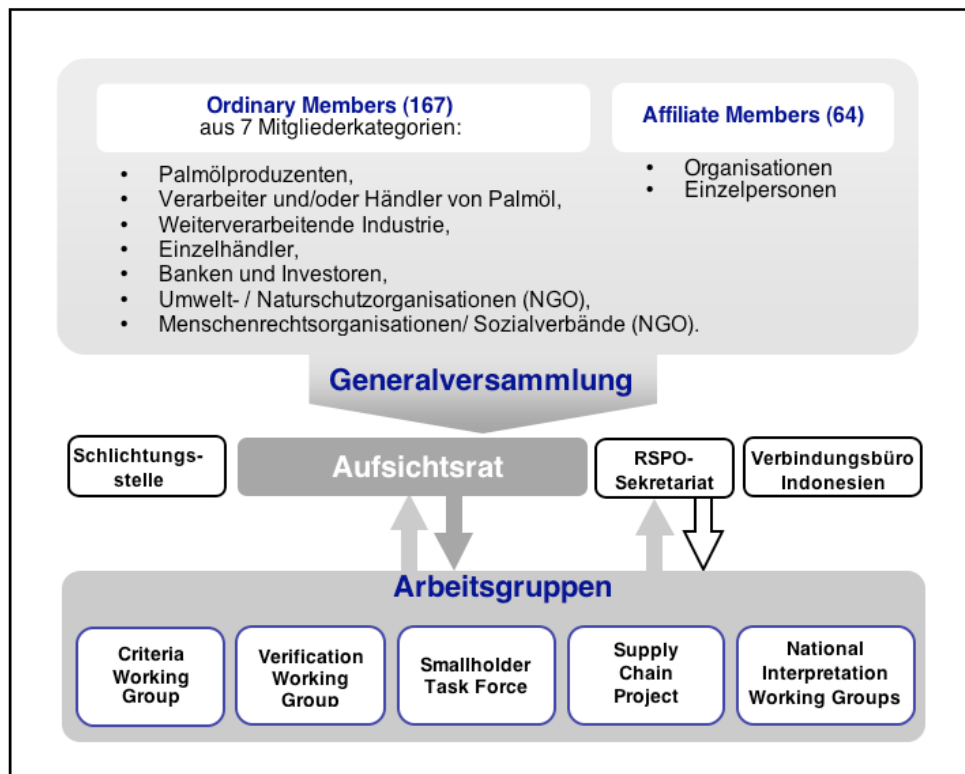 Ordinary Members (167)
aus 7 Mitgliederkategorien:
• Palmölproduzenten,
• Verarbeiter und/oder Händler von Palmöl,
• Weiterverarbeitende Industrie,
• Einzelhändler,
• Banken und Investoren,
• Umwelt- / Naturschutzorganisationen (NGO),
• Menschenrechtsorganisationen/ Sozialverbände (NGO).
Affiliate Members (64)
• Organisationen
• Einzelpersonen
Generalversammlung
Schlichtungs-
stelle
Aufsichtsrat
RSPO-
Sekretariat
Verbindungsbüro
Indonesien
Arbeitsgruppen
Criteria
Working
Group
Verification
Working
Group
Smallholder
Task Force
Supply
Chain
Project
National
Interpretation
Working Groups